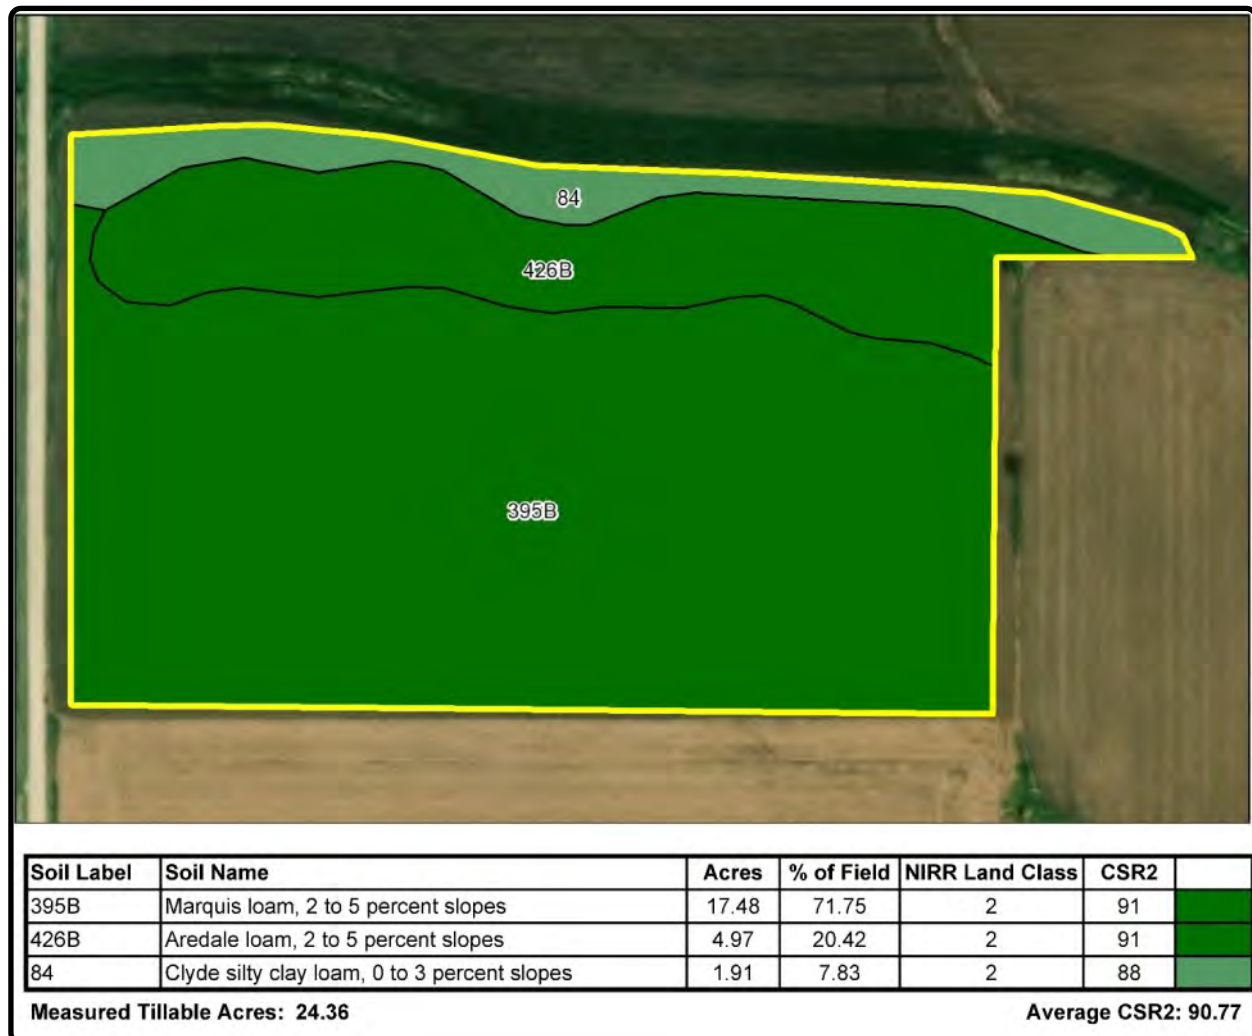 84
426B
395B
Soil Label Soil Name Acres % of Field NIRR Land Class CSR2
395B Marquis loam, 2 to 5 percent slopes 17.48 71.75 2 91
426B Aredale loam, 2 to 5 percent slopes 4.97 20.42 2 91
84 Clyde silty clay loam, 0 to 3 percent slopes 1.91 7.83 2 88
Measured Tillable Acres: 24.36 Average CSR2: 90.77